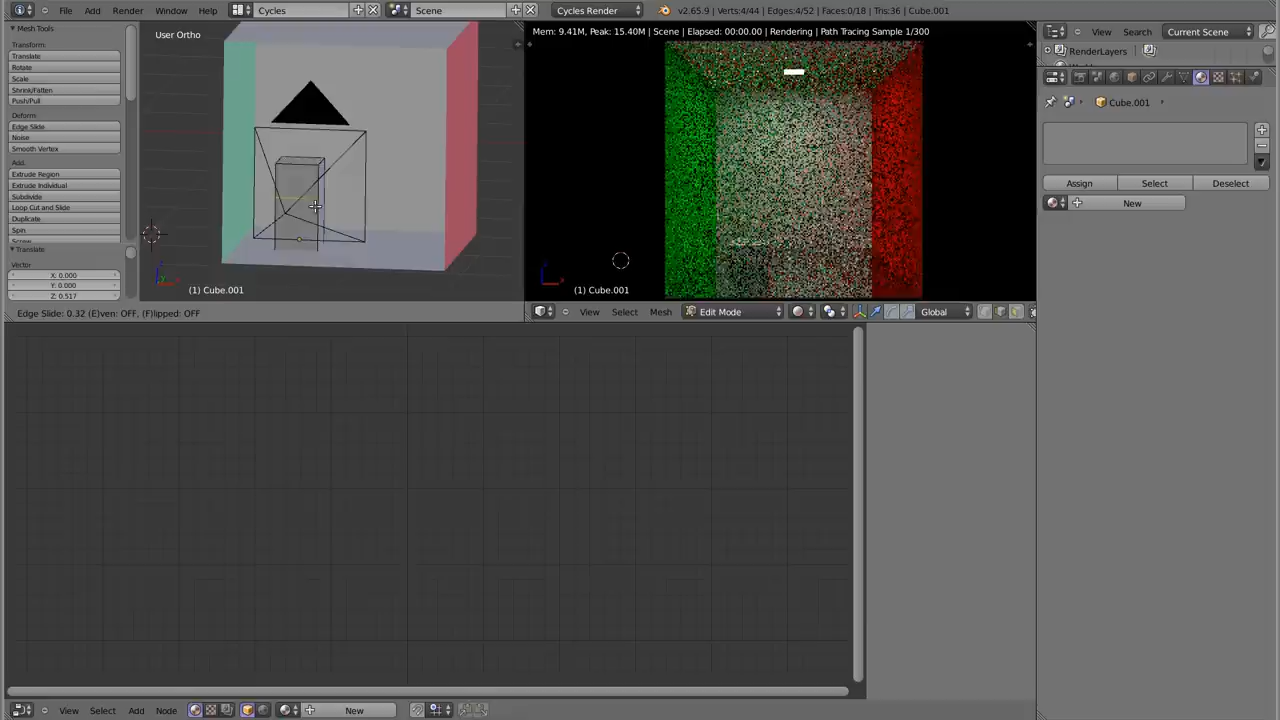 File Add Render Window Help Cycles Scene Cycles Render v2.65.9 | Verts:4/44 | Edges:4/52 | Faces:0/18 | Tris:36 | Cube.001
Mesh Tools
Transform:
Translate
Rotate
Scale
Shrink/Fatten
Push/Pull
Deform:
Edge Slide
Noise
Smooth Vertex
Add:
Extrude Region
Extrude Individual
Subdivide
Loop Cut and Slide
Duplicate
Spin
Screw
Translate
Vector
X: 0.000
Y: 0.000
Z: 0.517
User Ortho
(1) Cube.001
Mem: 9.41M, Peak: 15.40M | Scene | Elapsed: 00:00.00 | Rendering | Path Tracing Sample 1/300
(1) Cube.001
Edge Slide: 0.32 (E)ven: OFF, (F)lipped: OFF
View Select Mesh Edit Mode Global
View Search Current Scene
RenderLayers
Cube.001
Assign Select Deselect
New
View Select Add Node New